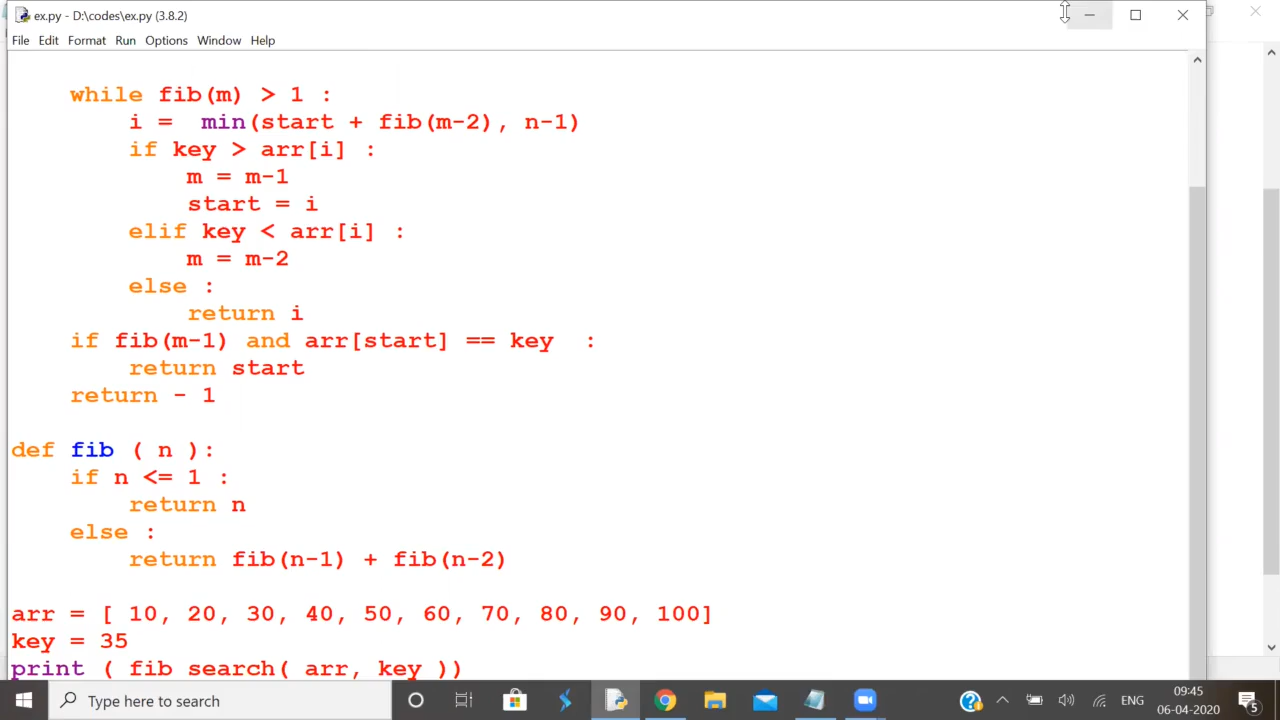 ex.py - D:\codes\ex.py (3.8.2)
File Edit Format Run Options Window Help
while fib(m) > 1 :
i = min(start + fib(m-2), n-1)
if key > arr[i] :
m = m-1
start = i
elif key < arr[i] :
m = m-2
else :
return i
if fib(m-1) and arr[start] == key :
return start
return - 1
def fib ( n ):
if n <= 1 :
return n
else :
return fib(n-1) + fib(n-2)
arr = [ 10, 20, 30, 40, 50, 60, 70, 80, 90, 100]
key = 35
print ( fib search( arr, key ))
Type here to search
ENG
09:45
06-04-2020
5